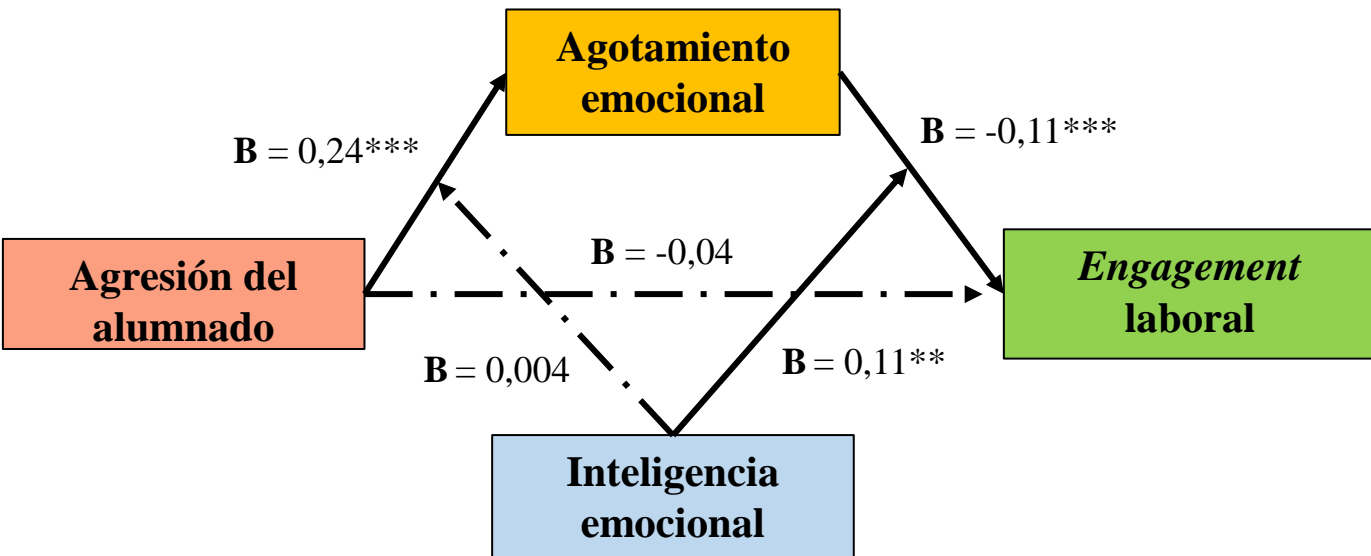 Agotamiento
emocional
B = 0,24***
B = -0,11***
Agresión del
alumnado
B = -0,04
Engagement
laboral
B = 0,004
B = 0,11**
Inteligencia
emocional